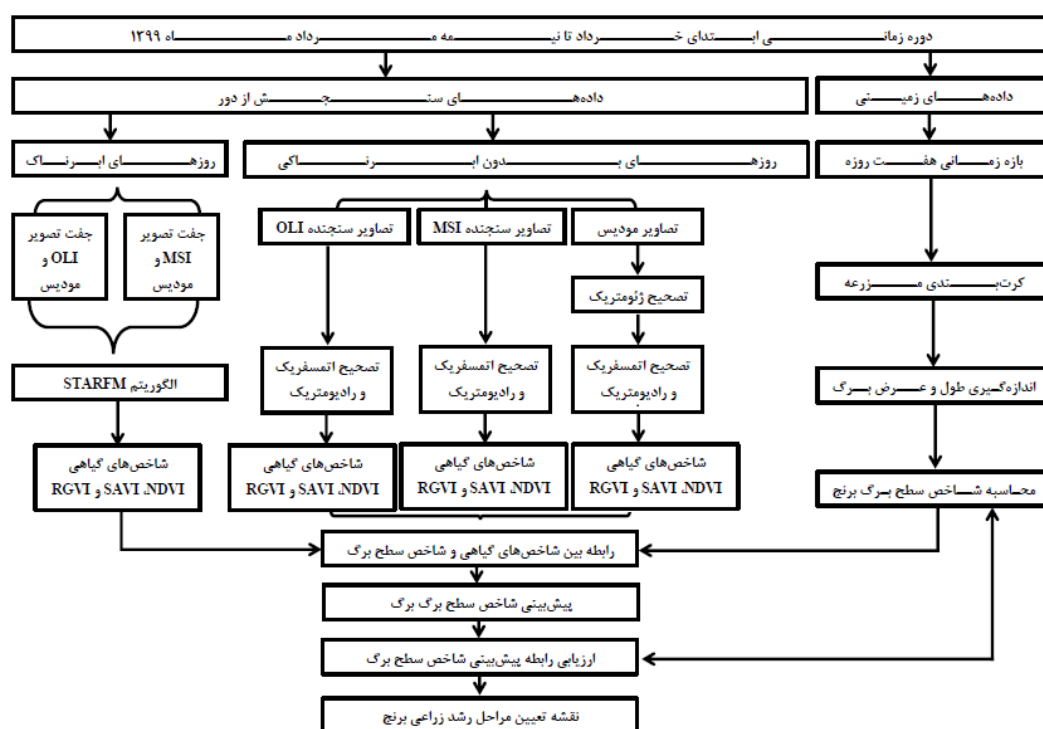 دوره زمانی ابتدای خرداد تا نیمه مرداد ماه ۱۳۹۹
داده‌های زمینی
داده‌های سنجش از دور
بازه زمانی هفت روزه
روزهای بدون ابرناکی
روزهای ابرناک
تصاویر مودیس
تصاویر سنجنده MSI
تصاویر سنجنده OLI
جفت تصویر
MSI و
مودیس
جفت تصویر
OLI و
مودیس
کرت‌بندی مزرعه
تصحیح ژئومتریک
تصحیح اتمسفریک
و رادیومتریک
تصحیح اتمسفریک
و رادیومتریک
تصحیح اتمسفریک
و رادیومتریک
الگوریتم STARFM
اندازه‌گیری طول و عرض برگ
شاخص‌های گیاهی
SAVI ،NDVI و RGVI
شاخص‌های گیاهی
SAVI ،NDVI و RGVI
شاخص‌های گیاهی
SAVI ،NDVI و RGVI
شاخص‌های گیاهی
SAVI ،NDVI و RGVI
محاسبه شاخص سطح برگ برنج
رابطه بین شاخص‌های گیاهی و شاخص سطح برگ
پیش‌بینی شاخص سطح برگ برگ
ارزیابی رابطه پیش‌بینی شاخص سطح برگ
نقشه تعیین مراحل رشد زراعی برنج